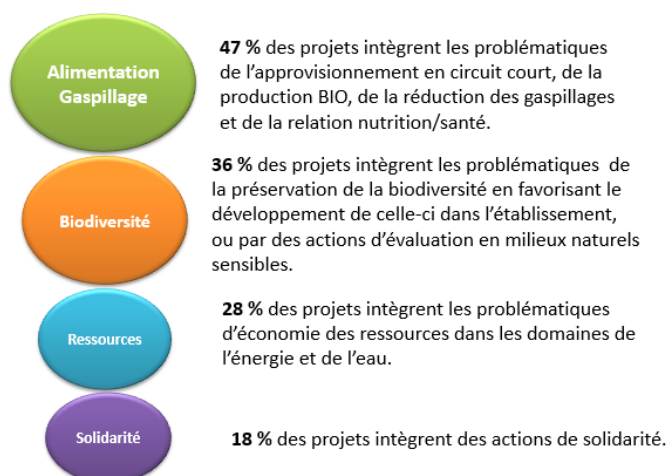 Alimentation
Gaspillage
47 % des projets intègrent les problématiques
de l’approvisionnement en circuit court, de la
production BIO, de la réduction des gaspillages
et de la relation nutrition/santé.
Biodiversité
36 % des projets intègrent les problématiques de
la préservation de la biodiversité en favorisant le
développement de celle-ci dans l’établissement,
ou par des actions d’évaluation en milieux naturels
sensibles.
Ressources
28 % des projets intègrent les problématiques
d’économie des ressources dans les domaines de
l’énergie et de l’eau.
Solidarité
18 % des projets intègrent des actions de solidarité.